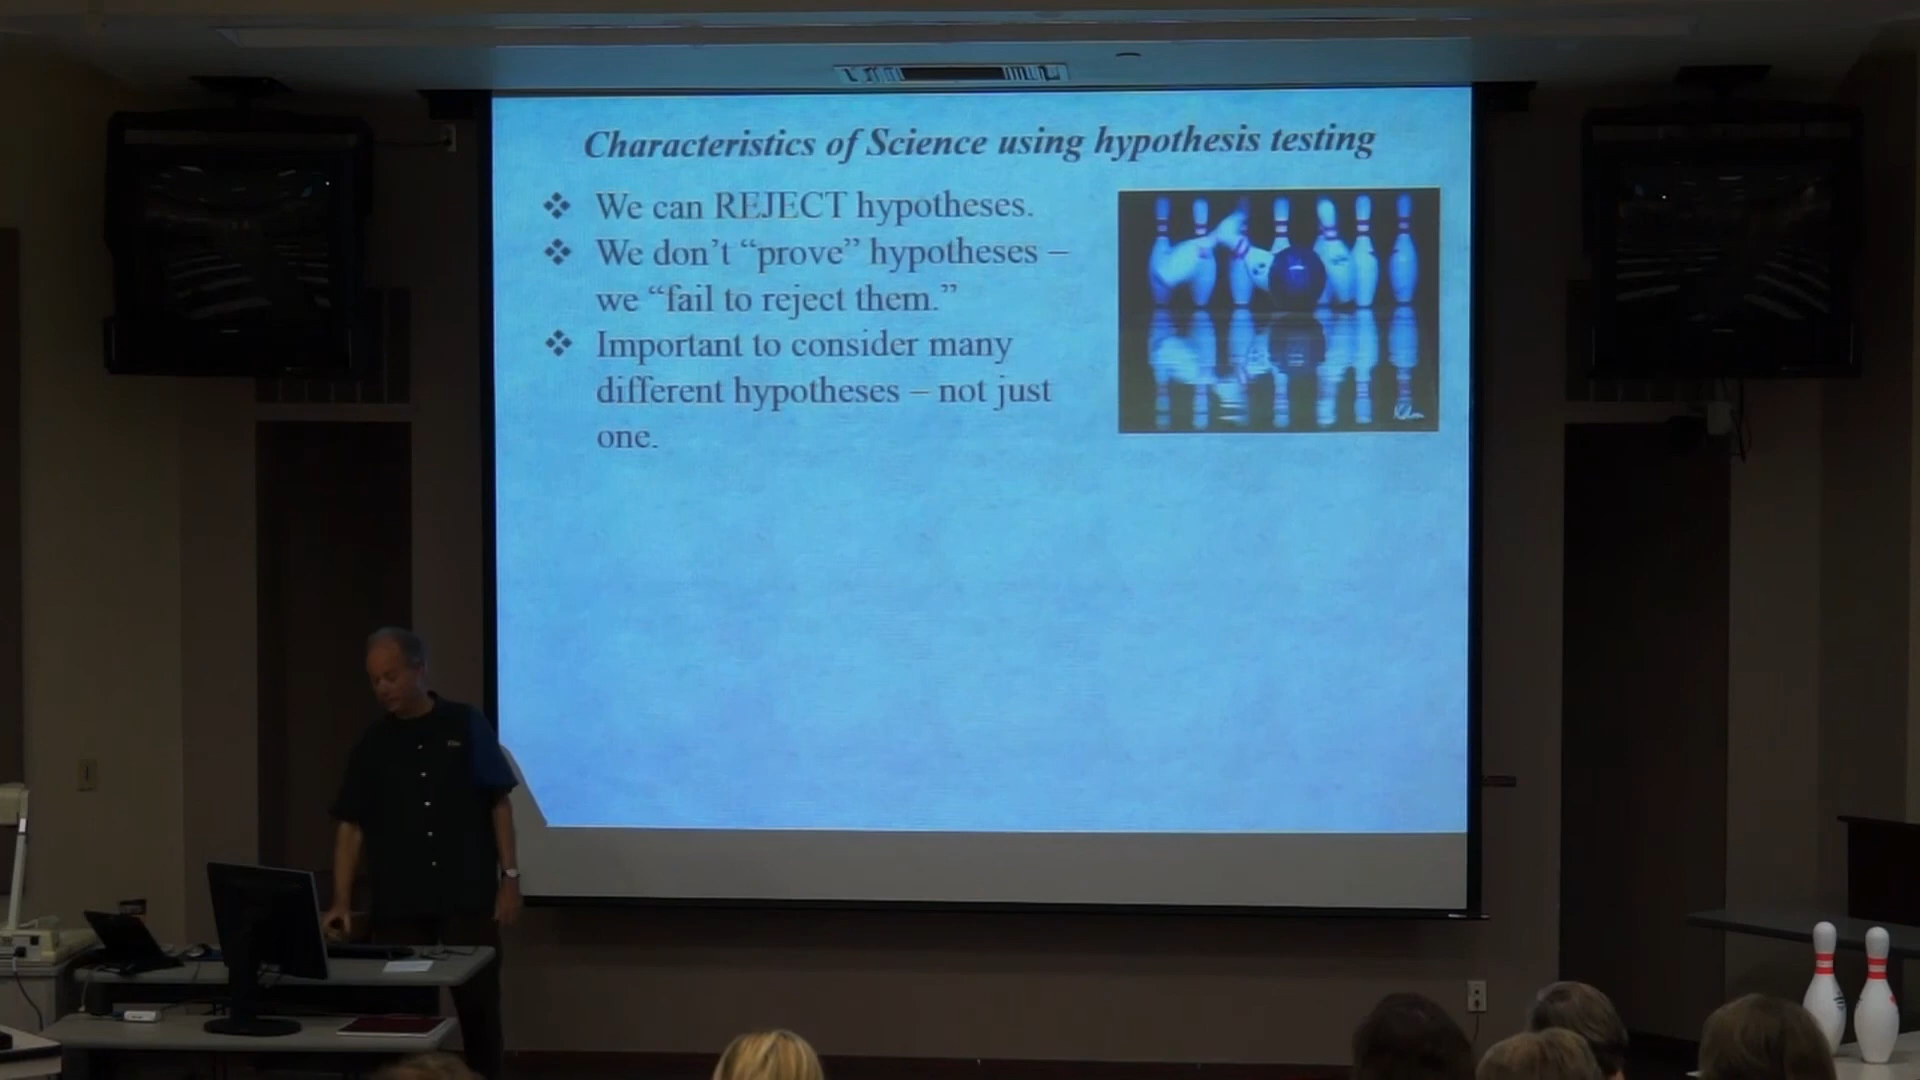 Characteristics of Science using hypothesis testing
❖ We can REJECT hypotheses.
❖ We don’t “prove” hypotheses –
we “fail to reject them.”
❖ Important to consider many
different hypotheses – not just
one.